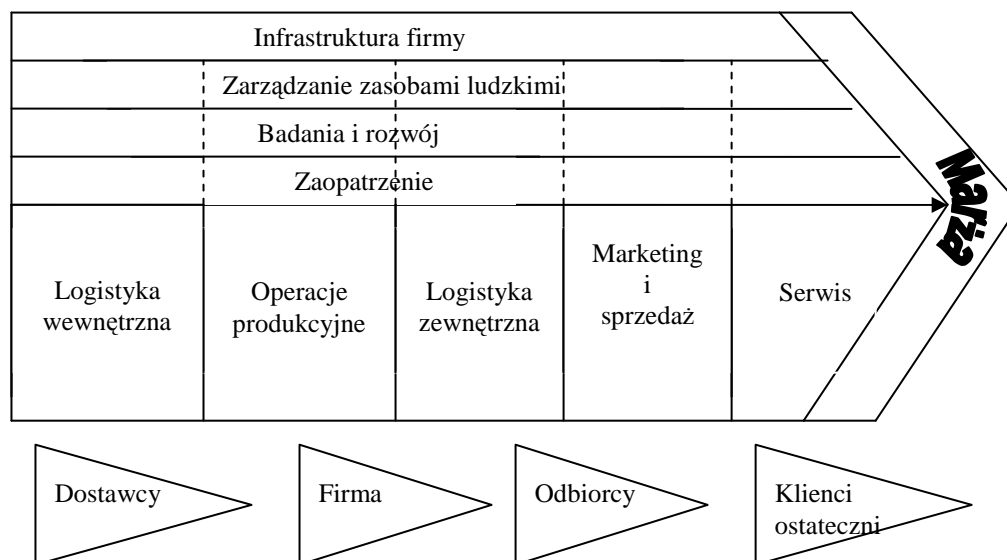 Infrastruktura firmy
Zarządzanie zasobami ludzkimi
Badania i rozwój
Zaopatrzenie
Marża
Logistyka
wewnętrzna
Operacje
produkcyjne
Logistyka
zewnętrzna
Marketing
i
sprzedaż
Serwis
Dostawcy
Firma
Odbiorcy
Klienci
ostateczni